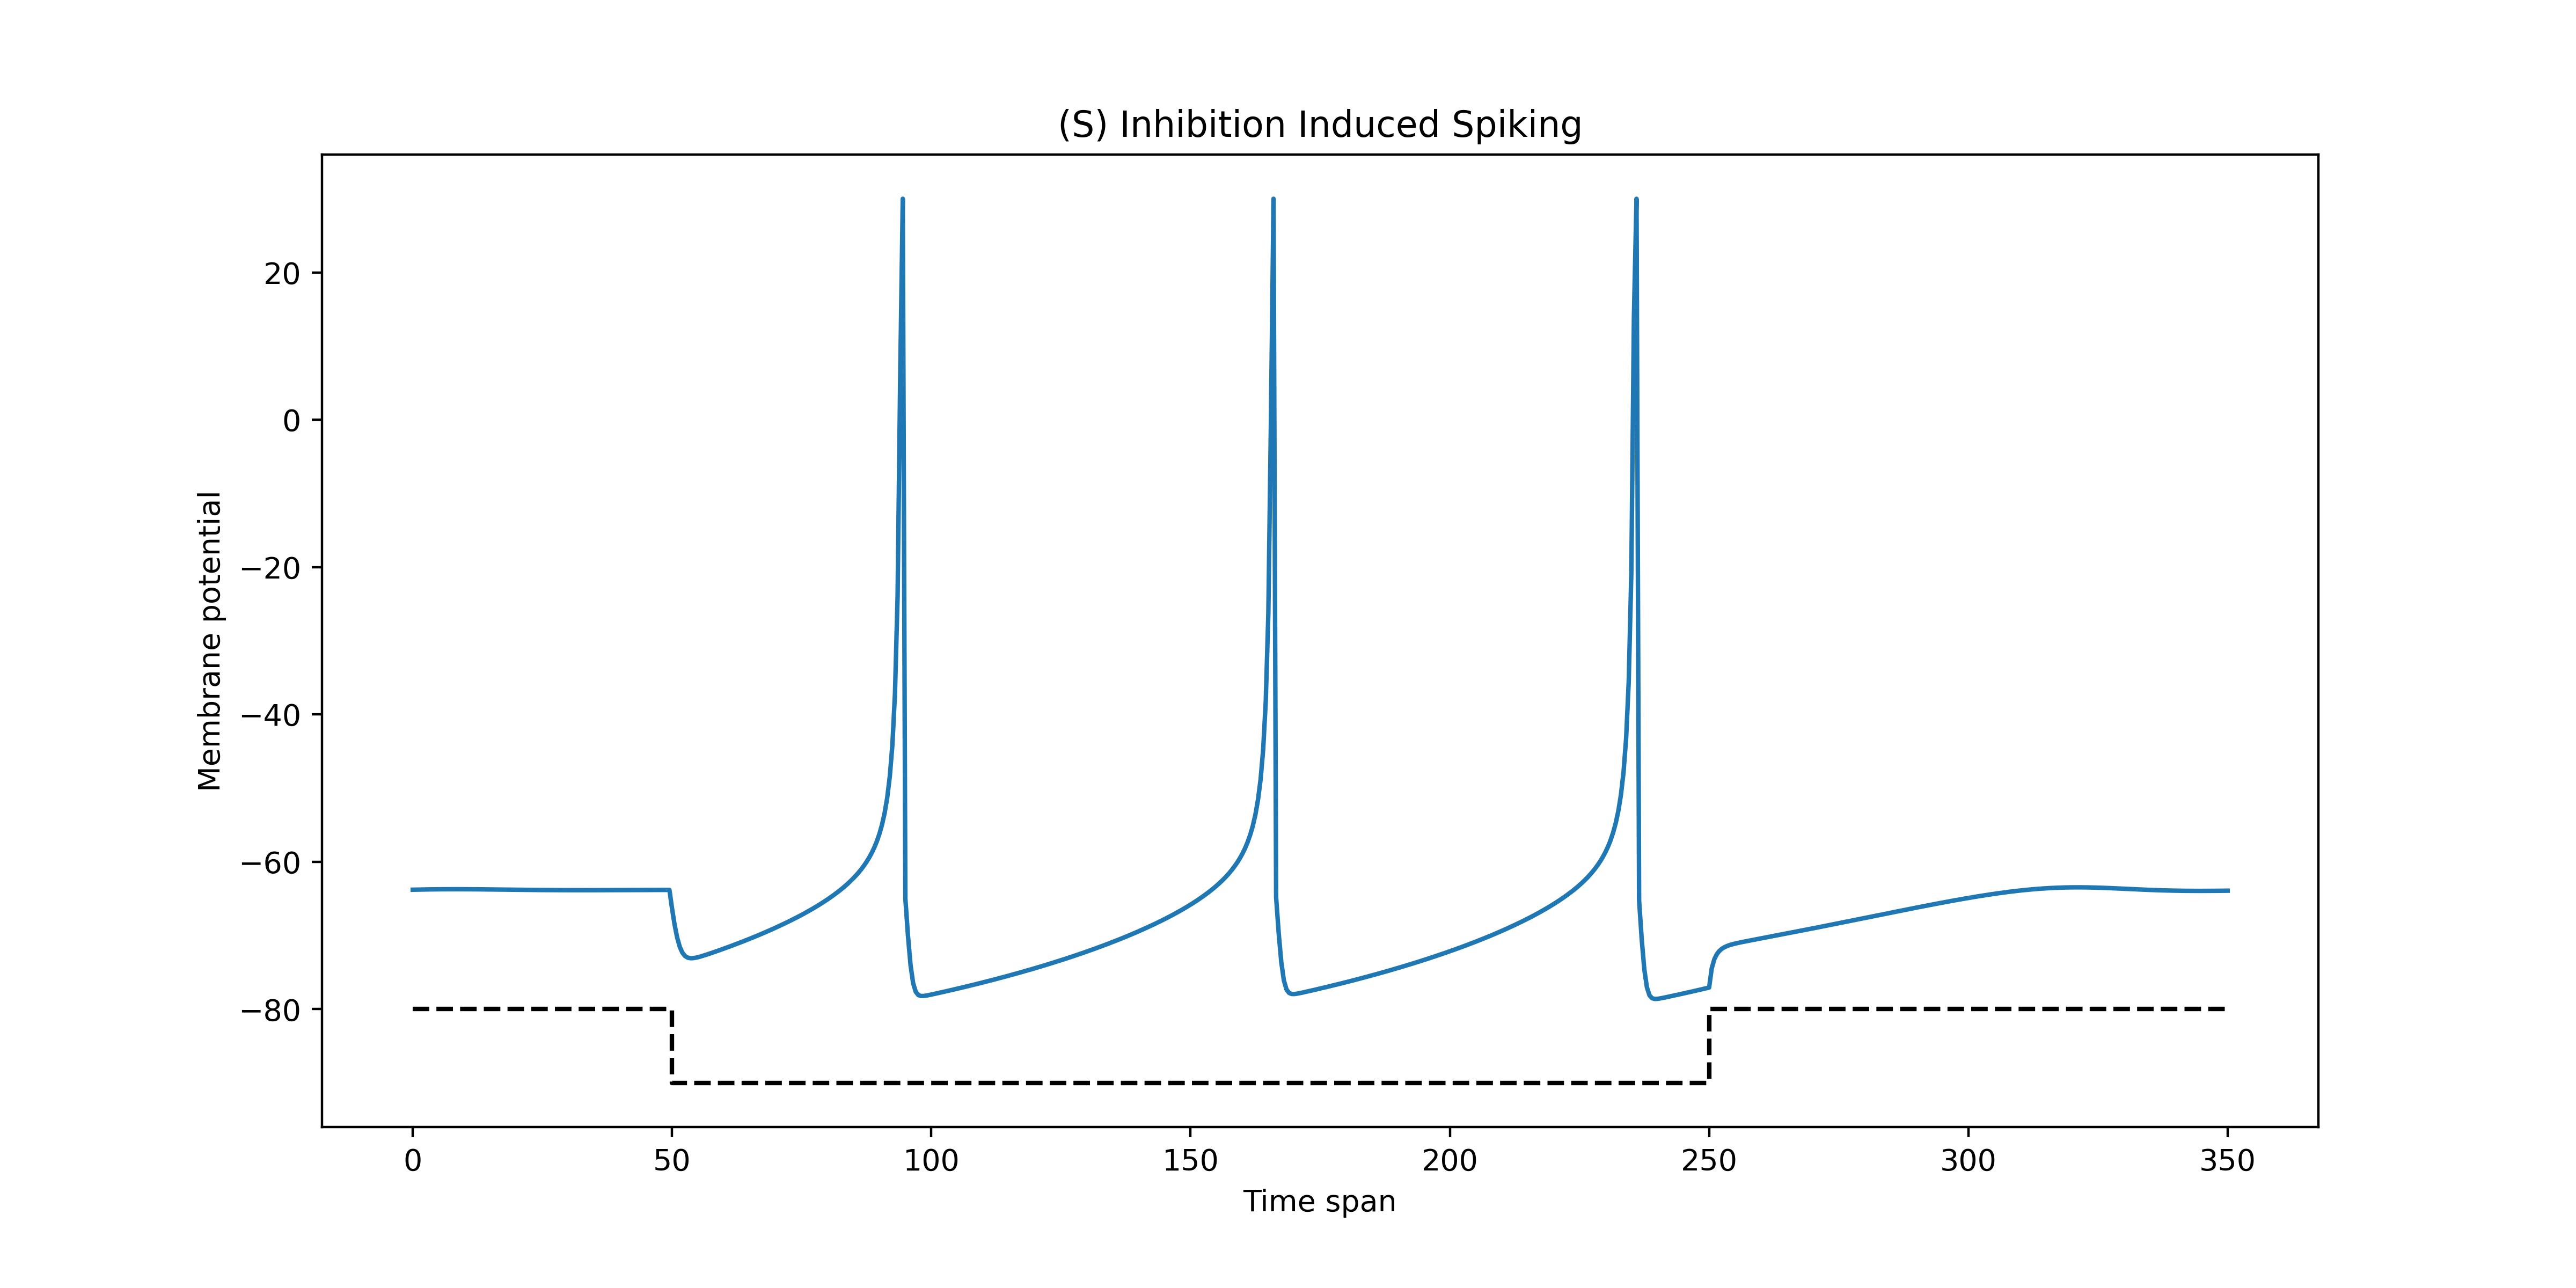 (S) Inhibition Induced Spiking
20
0
−20
−40
−60
−80
Membrane potential
0 50 100 150 200 250 300 350
Time span